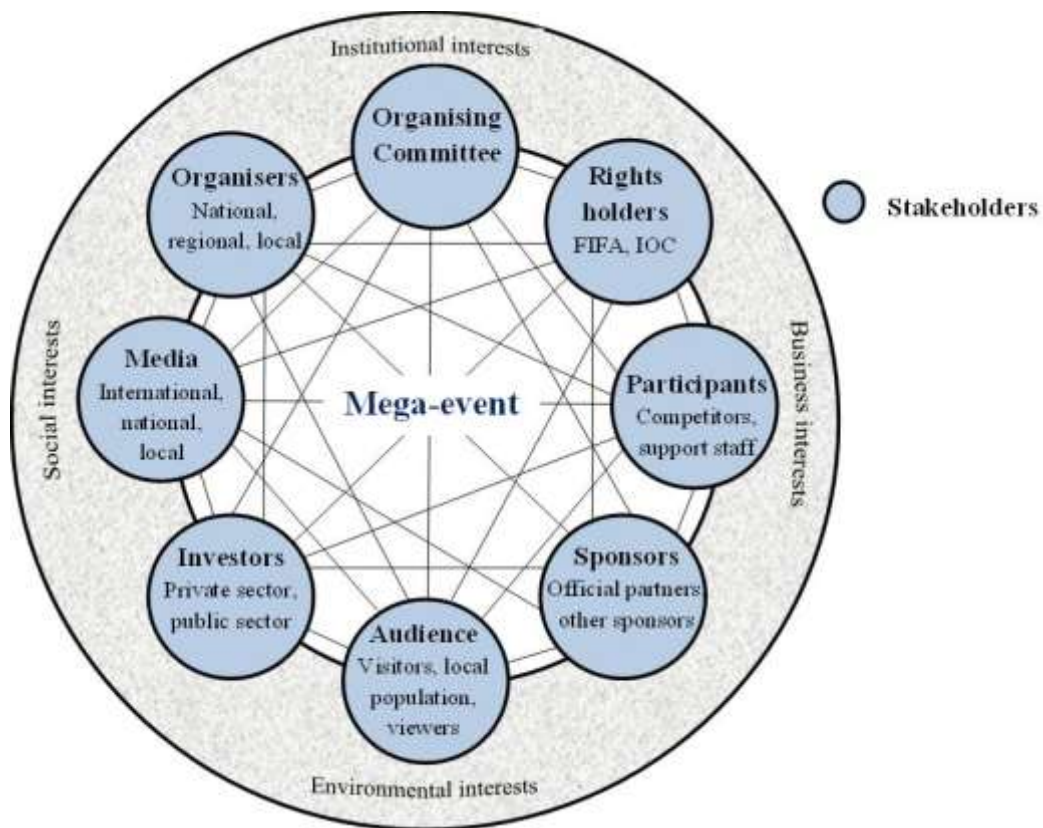 Institutional interests
Organising
Committee
Organisers
National,
regional, local
Rights
holders
FIFA, IOC
Stakeholders
Social interests
Media
International,
national,
local
Mega-event
Participants
Competitors,
support staff
Business interests
Investors
Private sector,
public sector
Sponsors
Official partners
other sponsors
Audience
Visitors, local
population,
viewers
Environmental interests